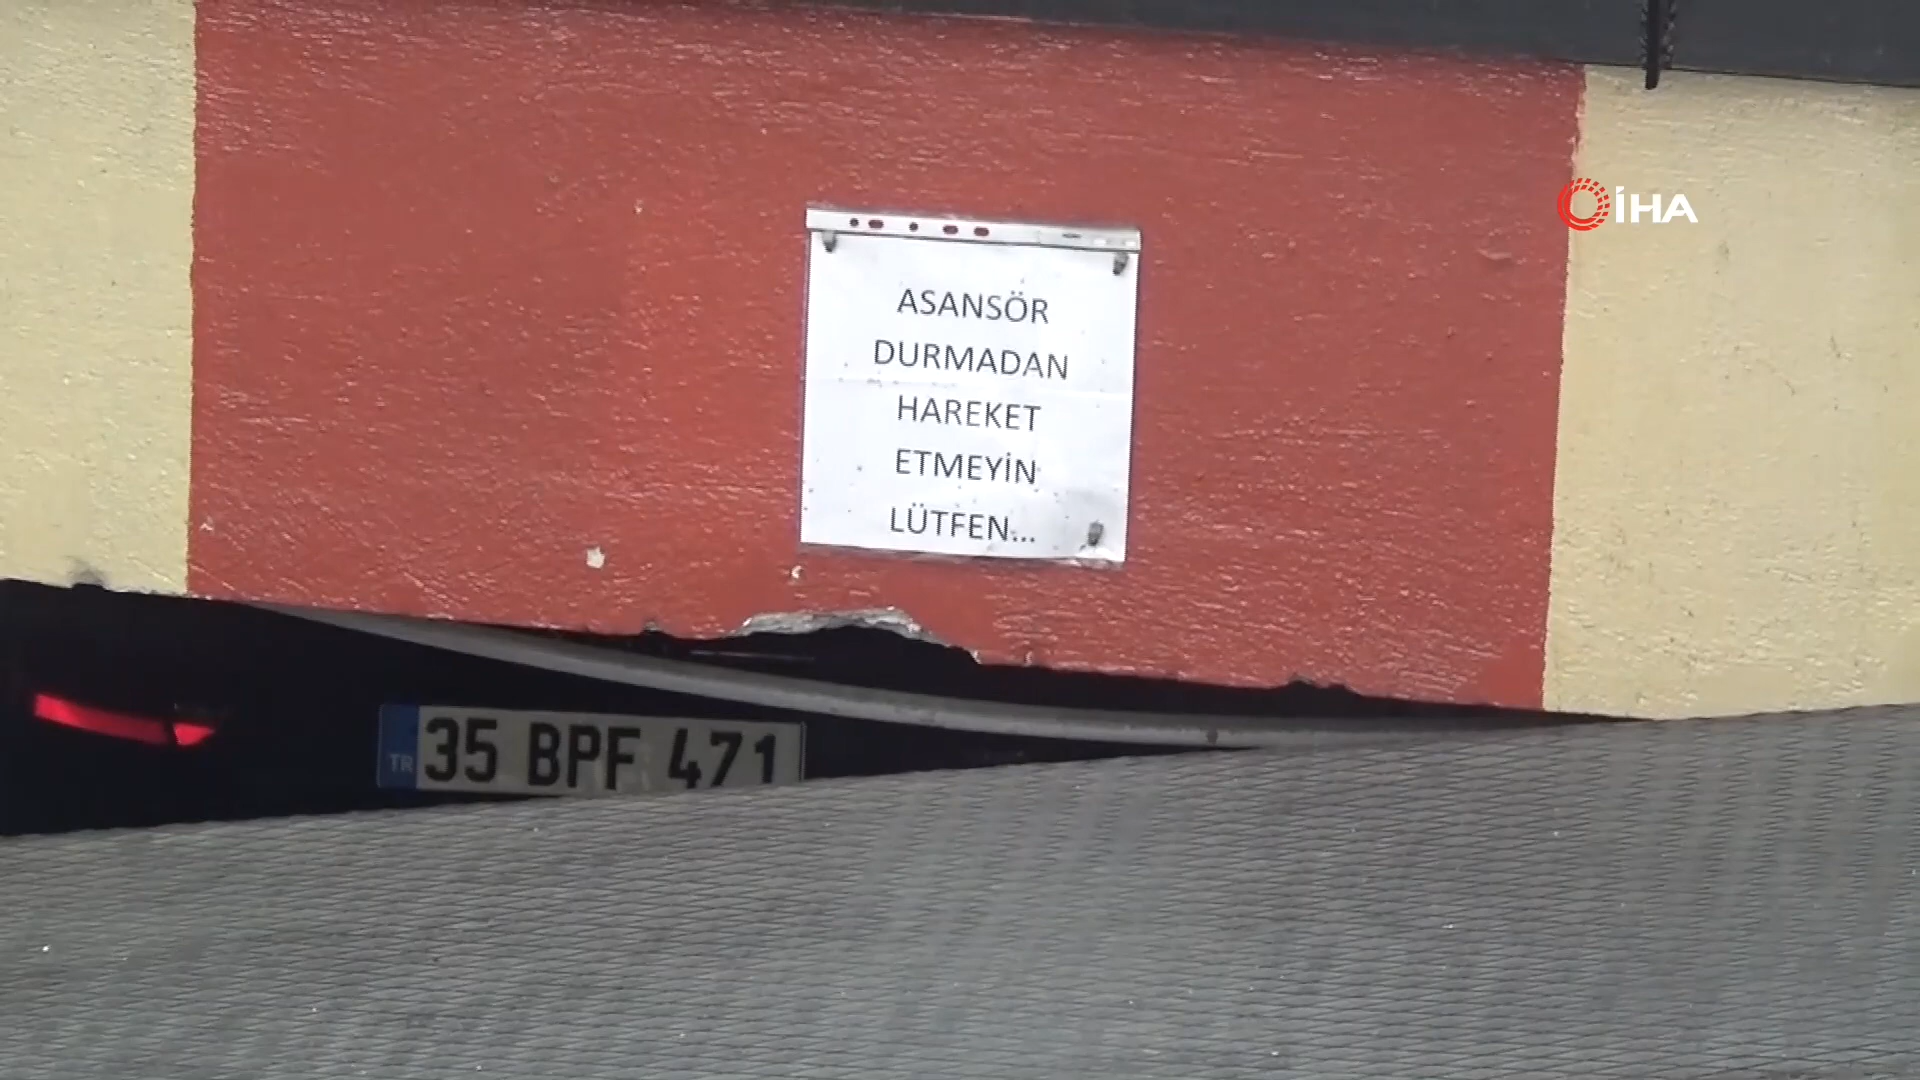 İHA
ASANSÖR
DURMADAN
HAREKET
ETMEYİN
LÜTFEN...
TR 35 BPF 471